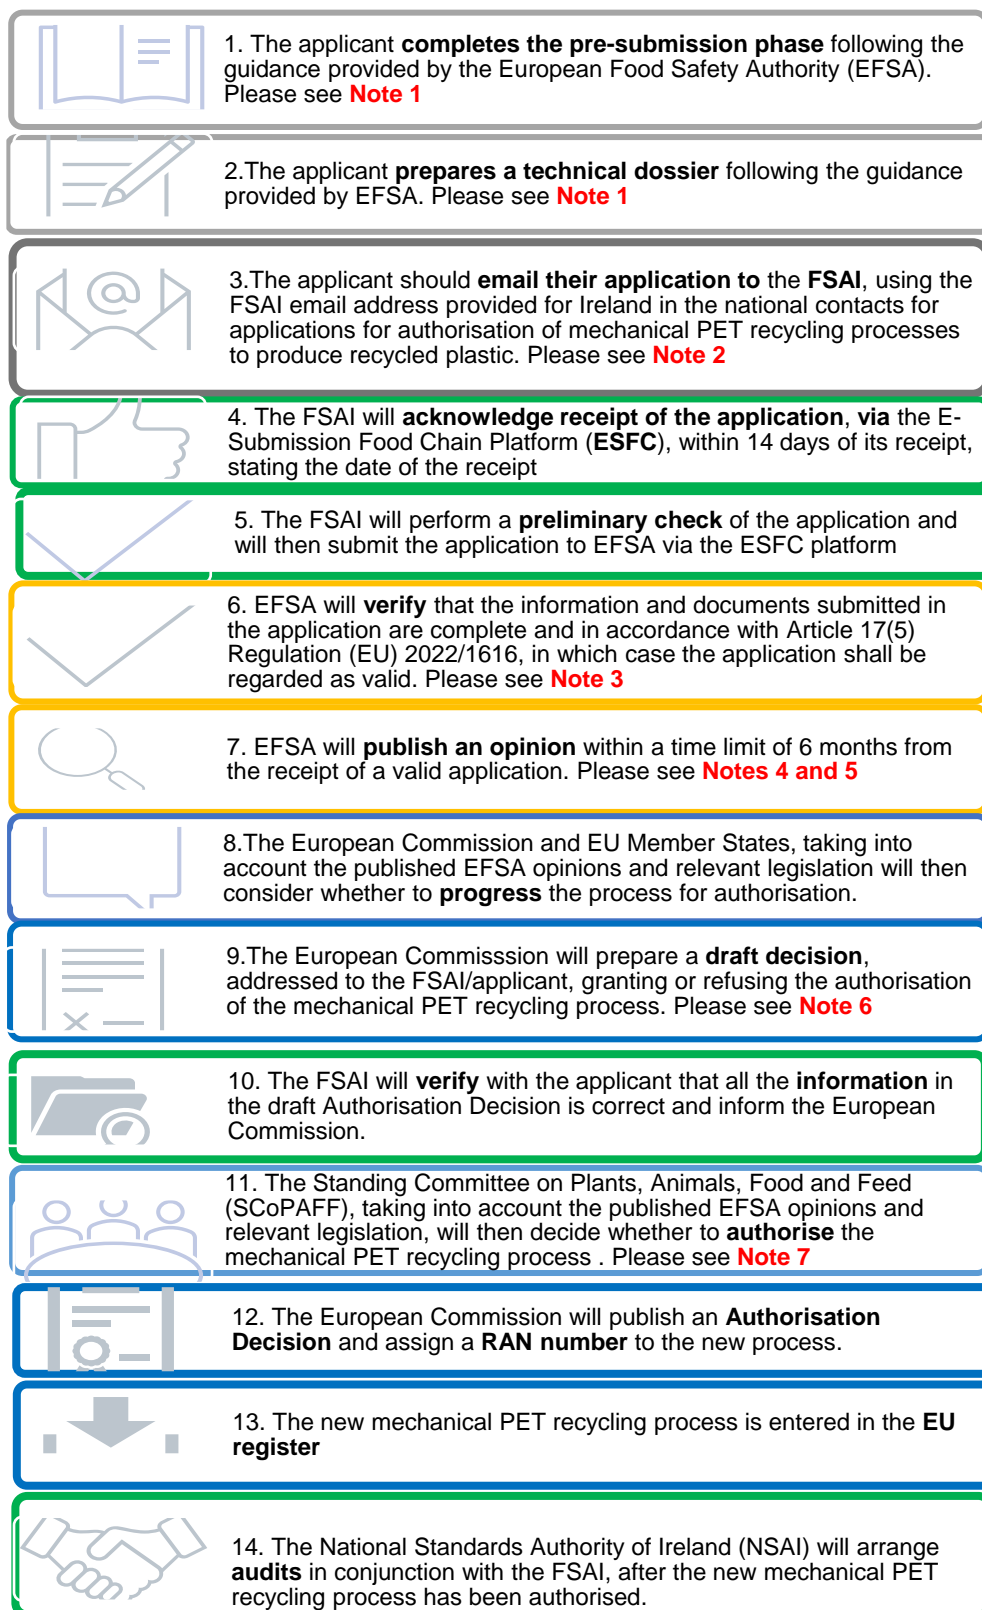 1. The applicant completes the pre-submission phase following the
guidance provided by the European Food Safety Authority (EFSA).
Please see Note 1
2.The applicant prepares a technical dossier following the guidance
provided by EFSA. Please see Note 1
@
3.The applicant should email their application to the FSAI, using the
FSAI email address provided for Ireland in the national contacts for
applications for authorisation of mechanical PET recycling processes
to produce recycled plastic. Please see Note 2
4. The FSAI will acknowledge receipt of the application, via the E-
Submission Food Chain Platform (ESFC), within 14 days of its receipt,
stating the date of the receipt
5. The FSAI will perform a preliminary check of the application and
will then submit the application to EFSA via the ESFC platform
6. EFSA will verify that the information and documents submitted in
the application are complete and in accordance with Article 17(5)
Regulation (EU) 2022/1616, in which case the application shall be
regarded as valid. Please see Note 3
7. EFSA will publish an opinion within a time limit of 6 months from
the receipt of a valid application. Please see Notes 4 and 5
8.The European Commission and EU Member States, taking into
account the published EFSA opinions and relevant legislation will then
consider whether to progress the process for authorisation.
9.The European Commisssion will prepare a draft decision,
addressed to the FSAI/applicant, granting or refusing the authorisation
of the mechanical PET recycling process. Please see Note 6
10. The FSAI will verify with the applicant that all the information in
the draft Authorisation Decision is correct and inform the European
Commission.
11. The Standing Committee on Plants, Animals, Food and Feed
(SCoPAFF), taking into account the published EFSA opinions and
relevant legislation, will then decide whether to authorise the
mechanical PET recycling process . Please see Note 7
12. The European Commission will publish an Authorisation
Decision and assign a RAN number to the new process.
13. The new mechanical PET recycling process is entered in the EU
register
14. The National Standards Authority of Ireland (NSAI) will arrange
audits in conjunction with the FSAI, after the new mechanical PET
recycling process has been authorised.